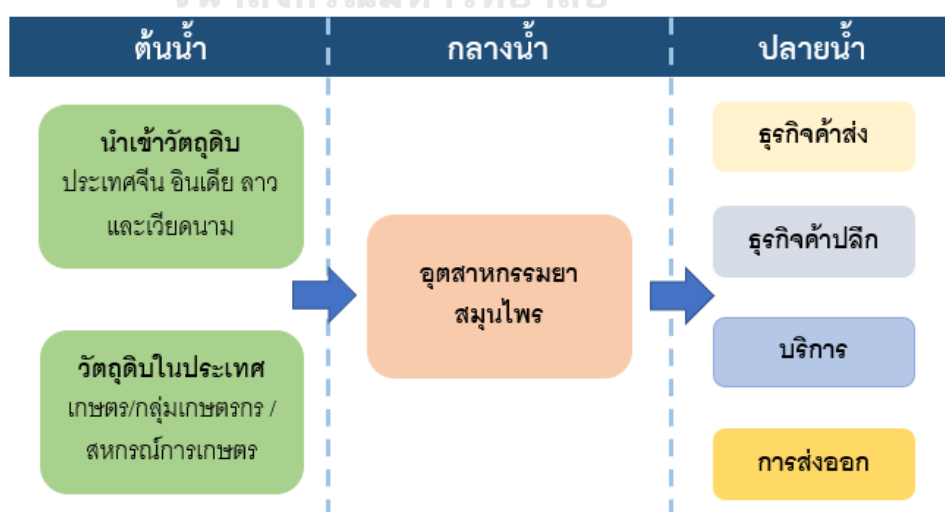 ต้นน้ำ
กลางน้ำ
ปลายน้ำ
นำเข้าวัตถุดิบ
ประเทศจีน อินเดีย ลาว
และเวียดนาม
วัตถุดิบในประเทศ
เกษตร/กลุ่มเกษตรกร /
สหกรณ์การเกษตร
อุตสาหกรรมยา
สมุนไพร
ธุรกิจค้าส่ง
ธุรกิจค้าปลีก
บริการ
การส่งออก